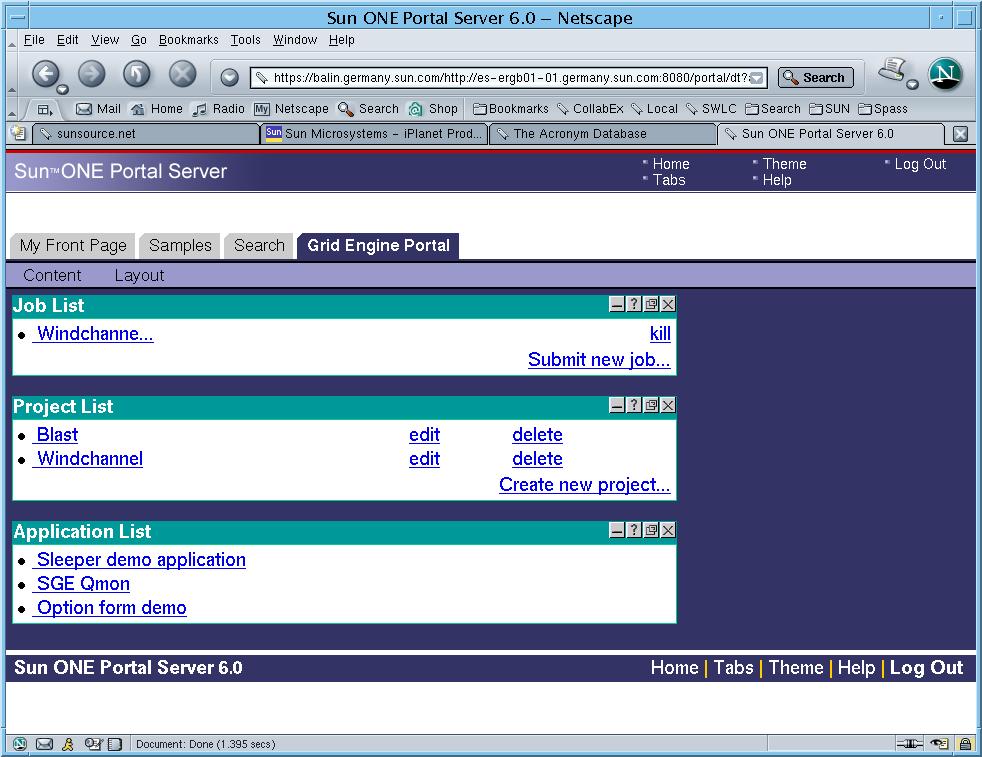 Sun ONE Portal Server 6.0 – Netscape
File Edit View Go Bookmarks Tools Window Help
https://balin.germany.sun.com/http://es-ergb01-01.germany.sun.com:8080/portal/dt? Search N
Mail Home Radio My Netscape Search Shop Bookmarks CollabEx Local SWLC Search SUN Spass
sunsource.net Sun Sun Microsystems – iPlanet Prod... The Acronym Database Sun ONE Portal Server 6.0
Sun™ONE Portal Server
Home Theme Log Out
Tabs Help
My Front Page Samples Search Grid Engine Portal
Content Layout
Job List ?
Windchanne... kill
Submit new job...
Project List ?
Blast edit delete
Windchannel edit delete
Create new project...
Application List ?
Sleeper demo application
SGE Qmon
Option form demo
Sun ONE Portal Server 6.0 Home | Tabs | Theme | Help | Log Out
Document: Done (1.395 secs)